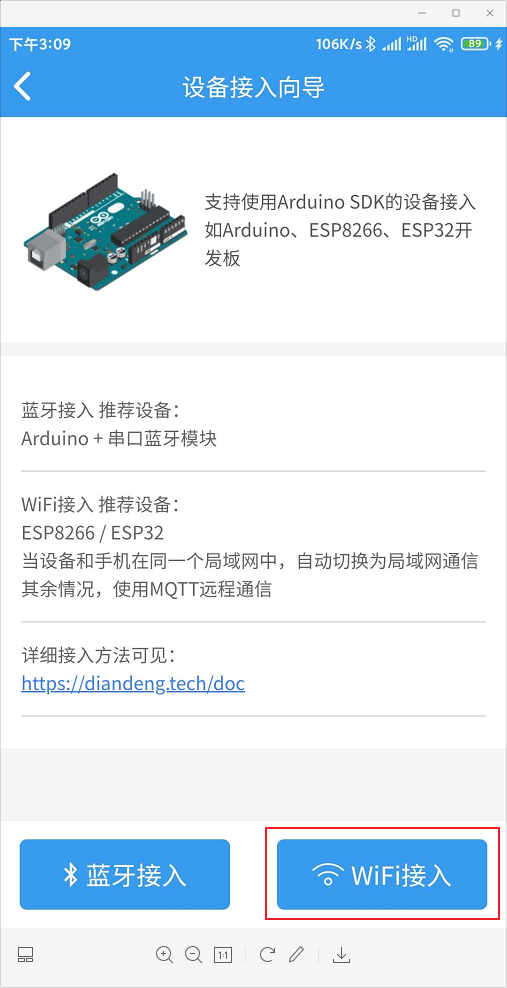 下午3:09
106K/s
HD
89
设备接入向导
支持使用Arduino SDK的设备接入
如Arduino、ESP8266、ESP32开
发板
蓝牙接入 推荐设备：
Arduino + 串口蓝牙模块
WiFi接入 推荐设备：
ESP8266 / ESP32
当设备和手机在同一个局域网中，自动切换为局域网通信
其余情况，使用MQTT远程通信
详细接入方法可见：
https://diandeng.tech/doc
蓝牙接入
WiFi接入
1:1